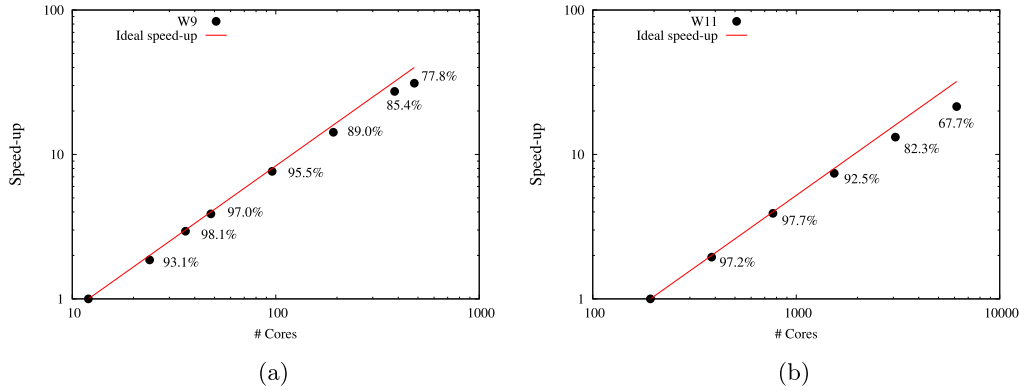 W9
Ideal speed-up
100
10
1
Speed-up
77.8%
85.4%
89.0%
95.5%
97.0%
98.1%
93.1%
10
100
1000
# Cores
(a)
W11
Ideal speed-up
100
10
1
Speed-up
67.7%
82.3%
92.5%
97.7%
97.2%
100
1000
10000
# Cores
(b)